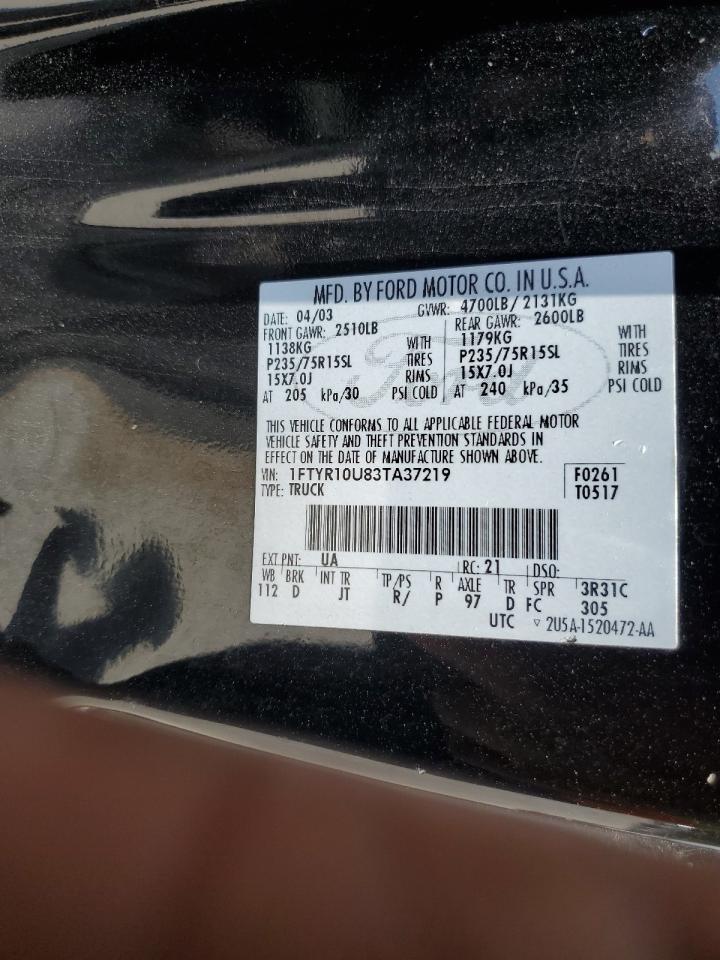 MFD. BY FORD MOTOR CO. IN U.S.A.
DATE: 04/03 GVWR: 4700LB/ 2131KG
FRONT GAWR: 2510LB REAR GAWR: 2600LB
1138KG WITH 1179KG WITH
P235/75R15SL TIRES P235/75R15SL TIRES
15X7.0J RIMS 15X7.0J RIMS
AT 205 kPa/30 PSI COLD AT 240 kPa/35 PSI COLD
Ford
THIS VEHICLE CONFORMS TO ALL APPLICABLE FEDERAL MOTOR
VEHICLE SAFETY AND THEFT PREVENTION STANDARDS IN
EFFECT ON THE DATE OF MANUFACTURE SHOWN ABOVE.
VIN: 1FTYR10U83TA37219 F0261
TYPE: TRUCK T0517
EXT PNT: UA RC: 21 DSO:
WB BRK INT TR TP/PS R AXLE TR SPR 3R31C
112 D JT R/ P 97 D FC 305
UTC ▽ 2U5A-1520472-AA